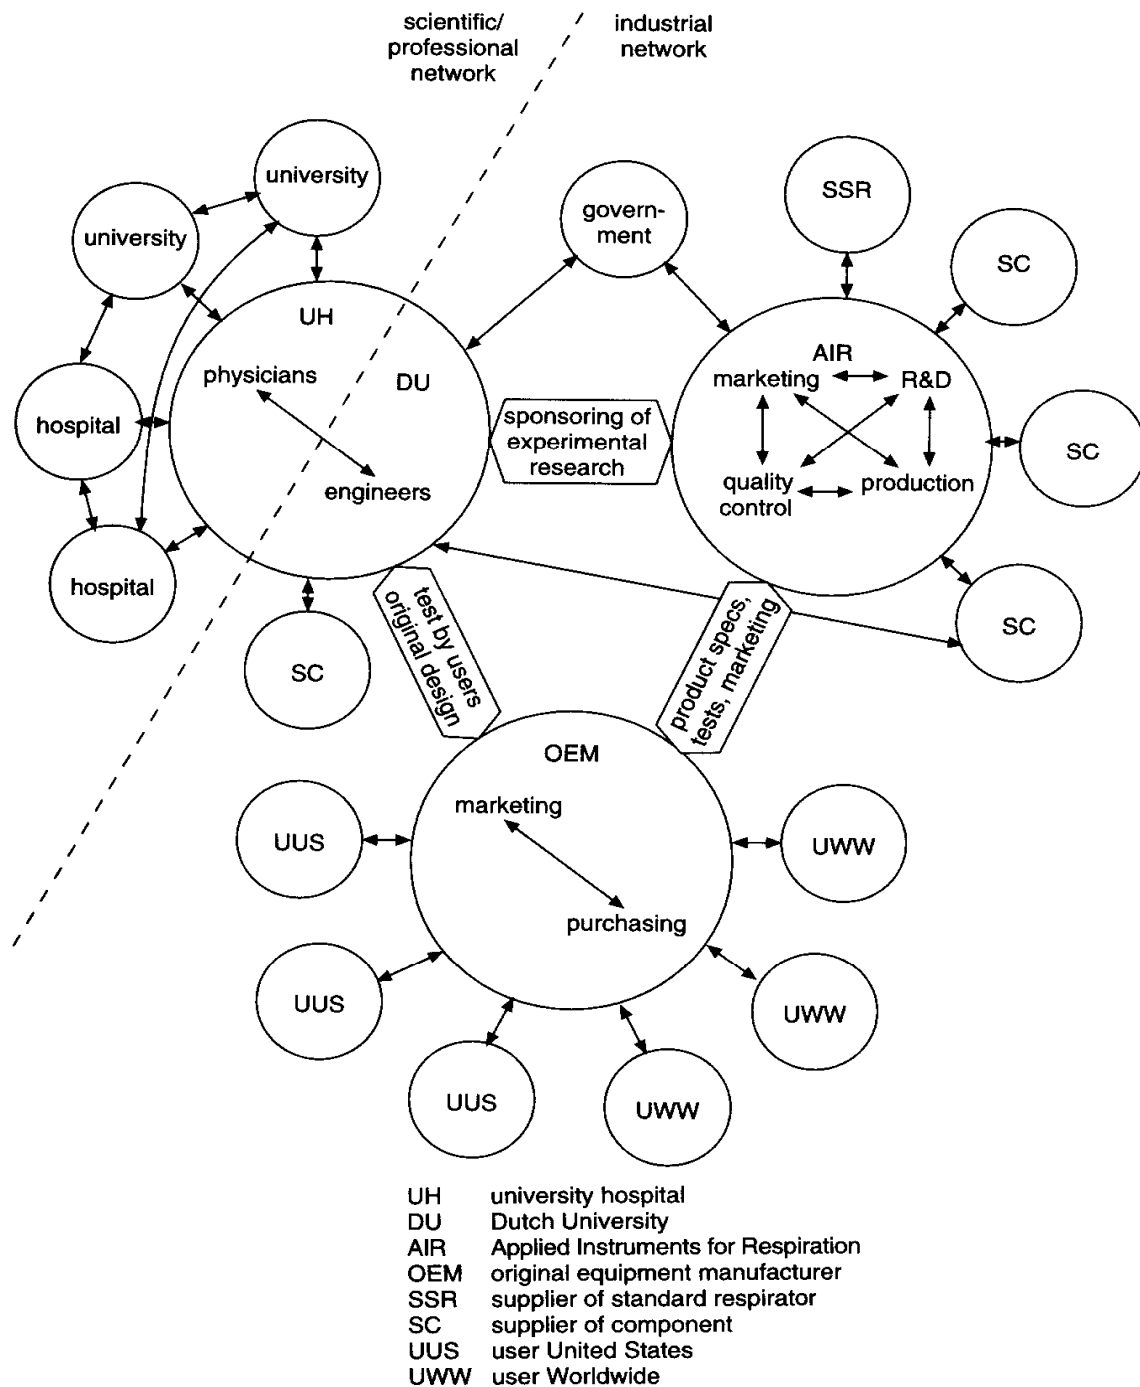 scientific/
professional
network
industrial
network
university
university
hospital
hospital
UH
physicians
DU
engineers
SC
govern-
ment
SSR
SC
SC
SC
AIR
marketing
R&D
quality
control
production
sponsoring of
experimental
research
test by users
original design
product specs,
tests, marketing
OEM
marketing
purchasing
UUS
UUS
UUS
UWW
UWW
UWW
UH university hospital
DU Dutch University
AIR Applied Instruments for Respiration
OEM original equipment manufacturer
SSR supplier of standard respirator
SC supplier of component
UUS user United States
UWW user Worldwide